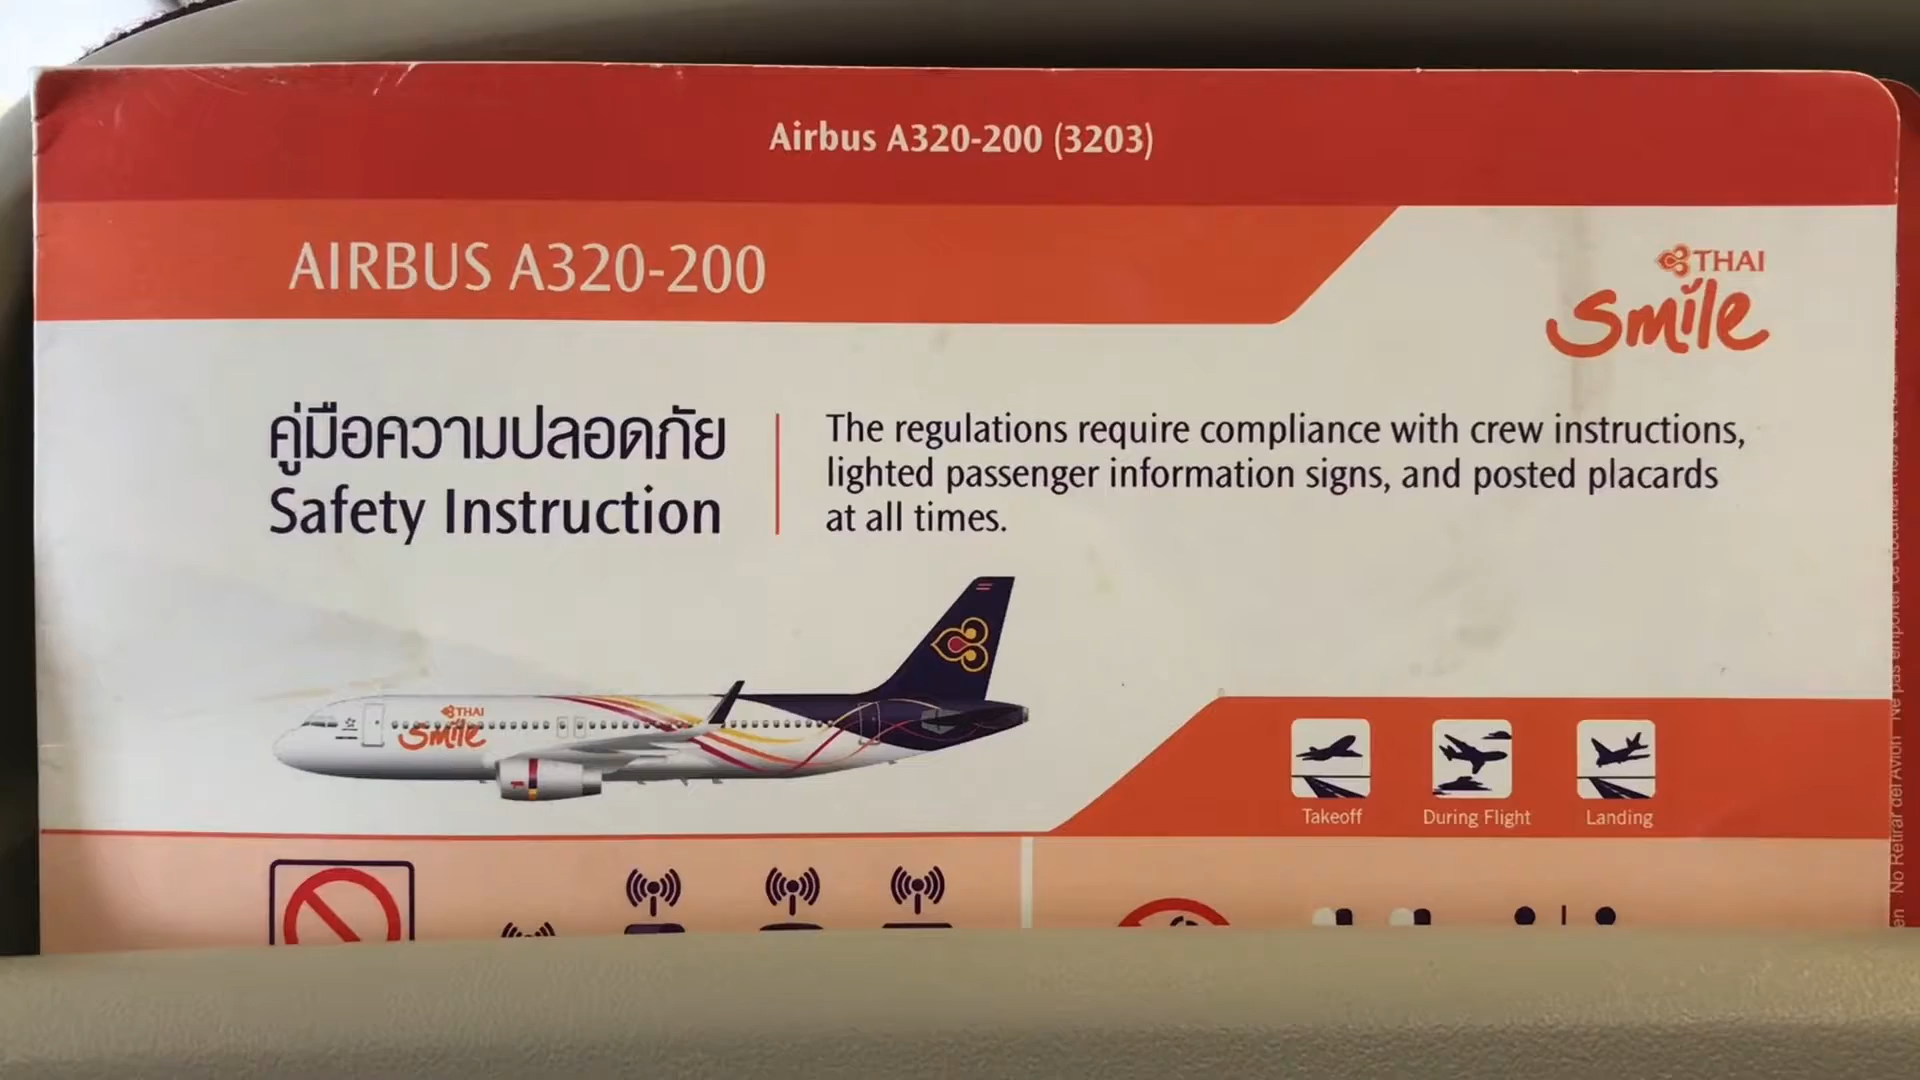 Airbus A320-200 (3203)
AIRBUS A320-200
THAI
smile
คู่มือความปลอดภัย
Safety Instruction
The regulations require compliance with crew instructions,
lighted passenger information signs, and posted placards
at all times.
THAI
smile
Takeoff
During Flight
Landing
No Retirar del Avion
Ne pas emporter ce document hors de